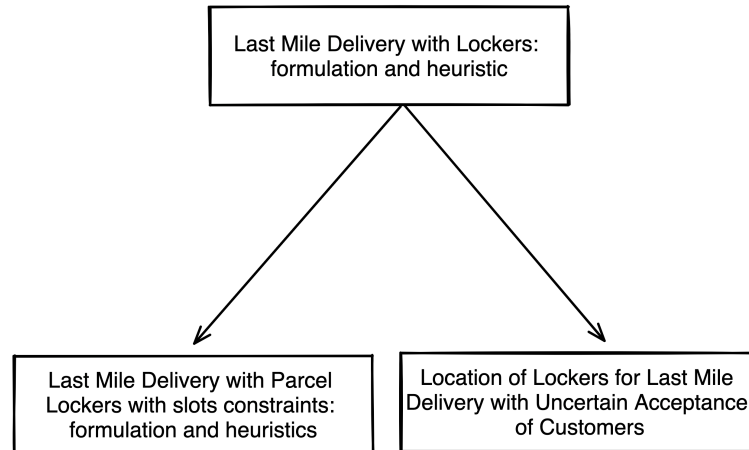 Last Mile Delivery with Lockers:
formulation and heuristic
Last Mile Delivery with Parcel
Lockers with slots constraints:
formulation and heuristics
Location of Lockers for Last Mile
Delivery with Uncertain Acceptance
of Customers